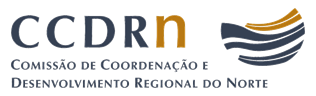 CCDRn
Comissão de Coordenação e
Desenvolvimento Regional do Norte